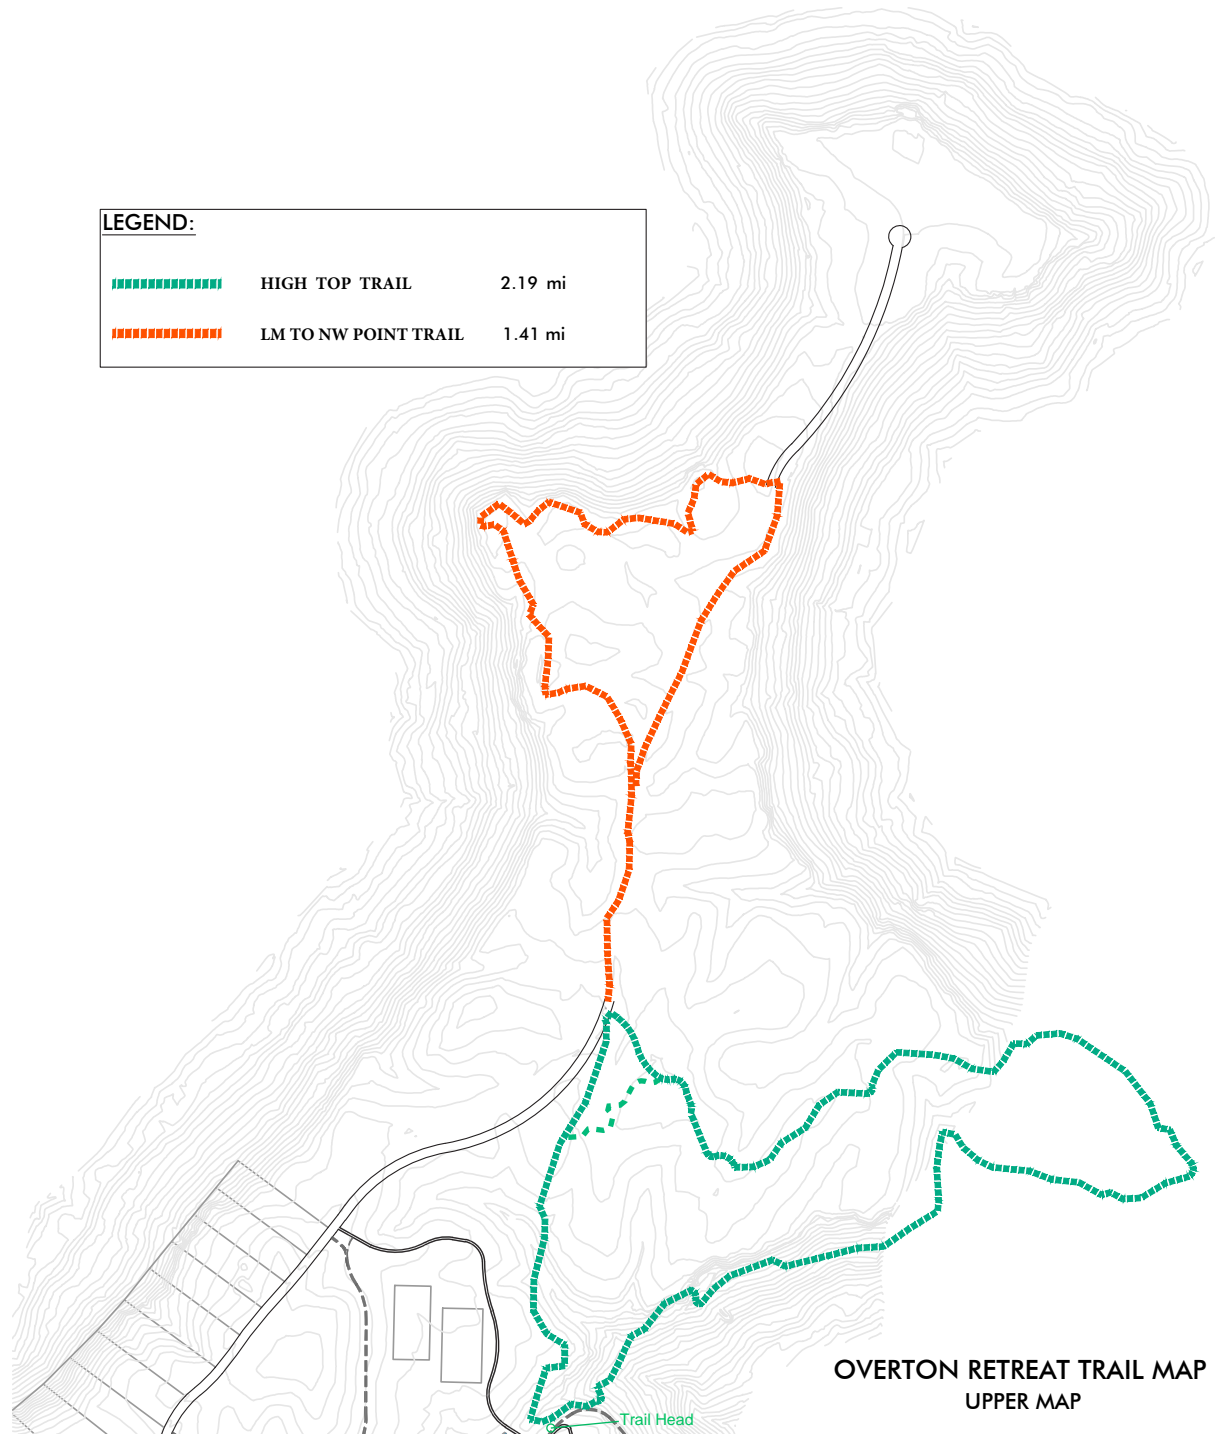 LEGEND:
HIGH TOP TRAIL 2.19 mi
LM TO NW POINT TRAIL 1.41 mi
OVERTON RETREAT TRAIL MAP
UPPER MAP
Trail Head